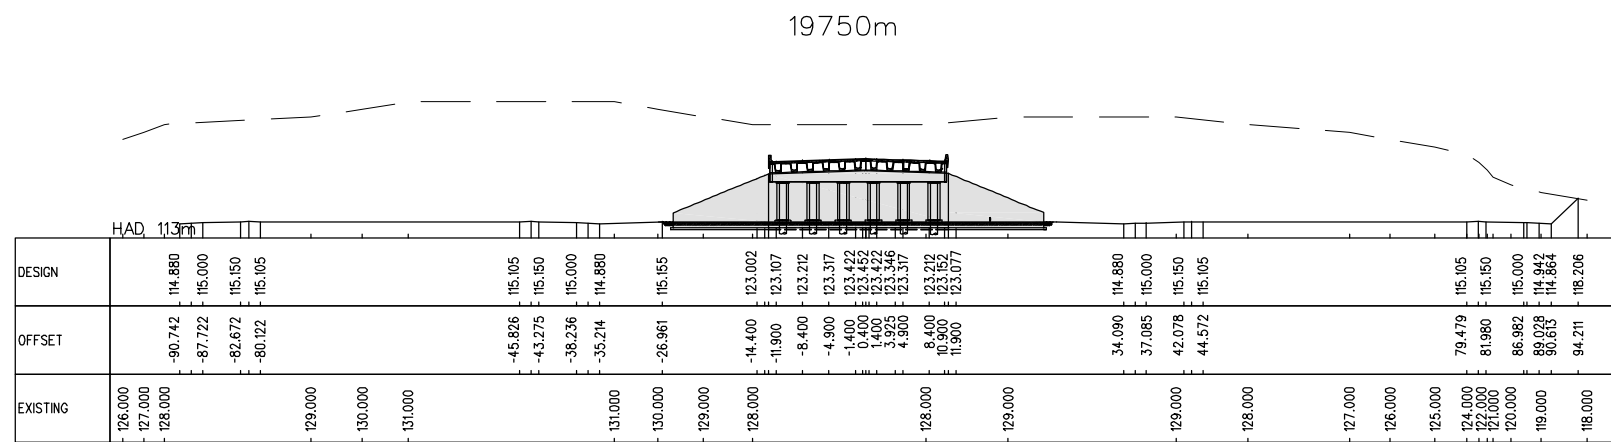 19750m
HAD 113m
DESIGN 114.880 115.000 115.150 115.105 115.105 115.150 115.000 114.880 115.155 123.002 123.107 123.212 123.317 123.422 123.452 123.422 123.346 123.317 123.212 123.152 123.077 114.880 115.000 115.150 115.105 115.105 115.150 115.000 114.942 114.864 118.206
OFFSET -90.742 -87.722 -82.672 -80.122 -45.826 -43.275 -38.236 -35.214 -26.961 -14.400 -11.900 -8.400 -4.900 -1.400 0.400 1.400 3.925 4.900 8.400 10.900 11.900 34.090 37.085 42.078 44.572 79.479 81.980 86.982 89.028 90.613 94.211
EXISTING 126.000 127.000 128.000 129.000 130.000 131.000 131.000 130.000 129.000 128.000 128.000 129.000 129.000 128.000 127.000 126.000 125.000 124.000 122.000 121.000 120.000 119.000 118.000